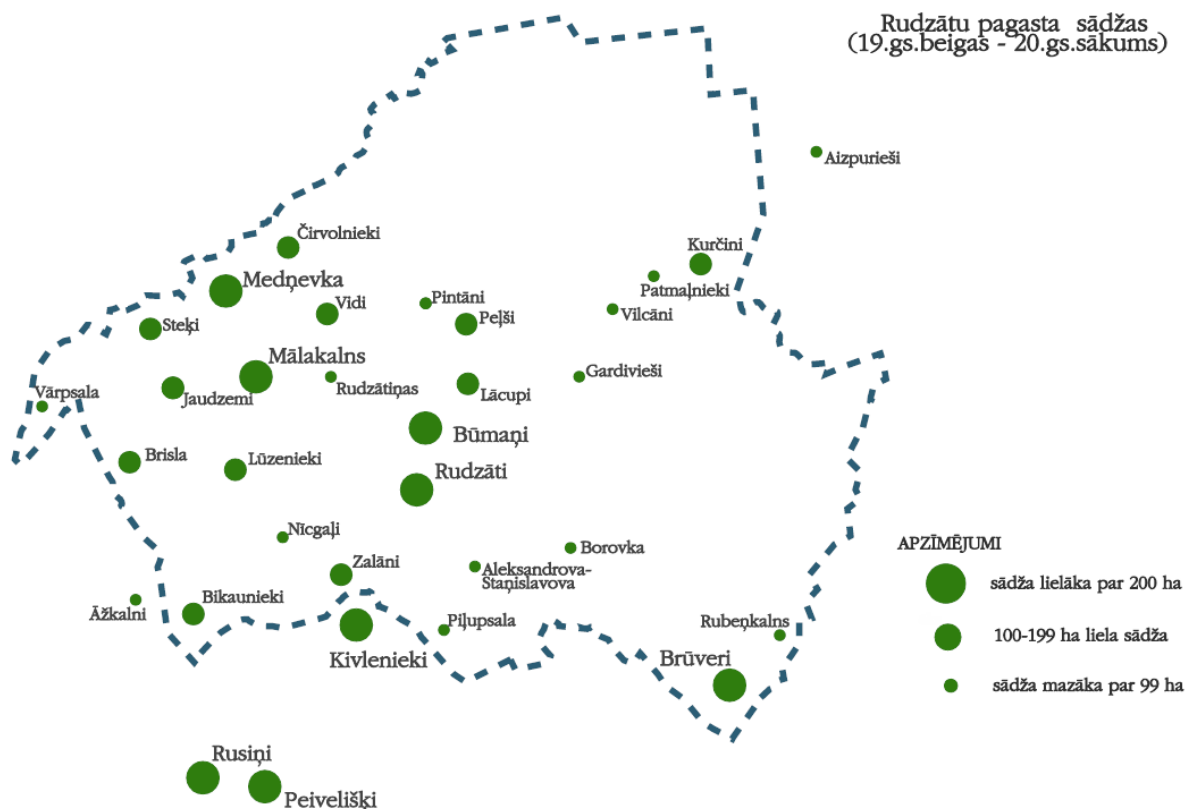 Rudzātu pagasta sādžas
(19.gs.beigas - 20.gs.sākums)
Aizpurieši
Čirvolnieki
Kurčini
Medņevka
Patmaļnieki
Pintāni
Vidi
Vilcāni
Steķi
Peļši
Mālakalns
Gardivieši
Rudzātiņas
Vārpsala
Jaudzemi
Lācupi
Būmaņi
Brisla
Lūzenieki
Rudzāti
Nīcgaļi
Borovka
Zalāni
Aleksandrova-
Staņislavova
Bikaunieki
Āžkalni
Piļupsala
Rubeņkalns
Kivlenieki
Brūveri
Rusiņi
Peivelišķi
APZĪMĒJUMI
sādža lielāka par 200 ha
100-199 ha liela sādža
sādža mazāka par 99 ha